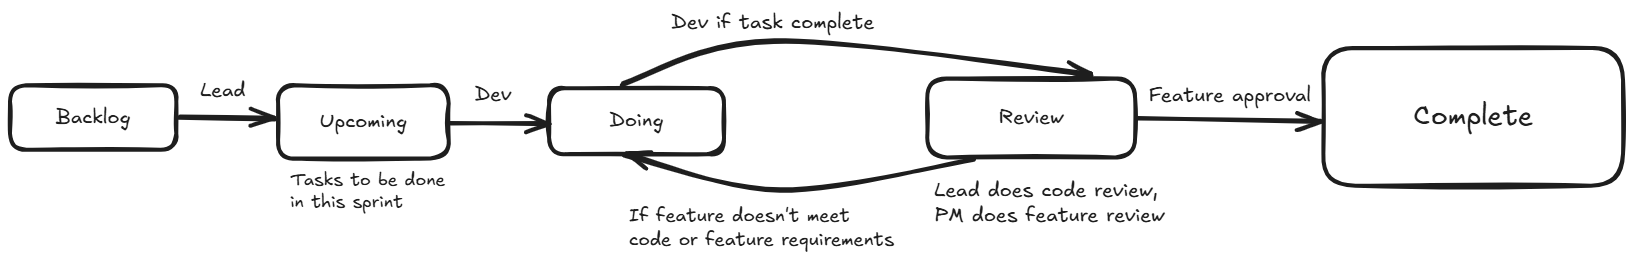 Dev if task complete
Lead
Dev
Feature approval
Backlog
Upcoming
Doing
Review
Complete
Tasks to be done
in this sprint
If feature doesn't meet
code or feature requirements
Lead does code review,
PM does feature review